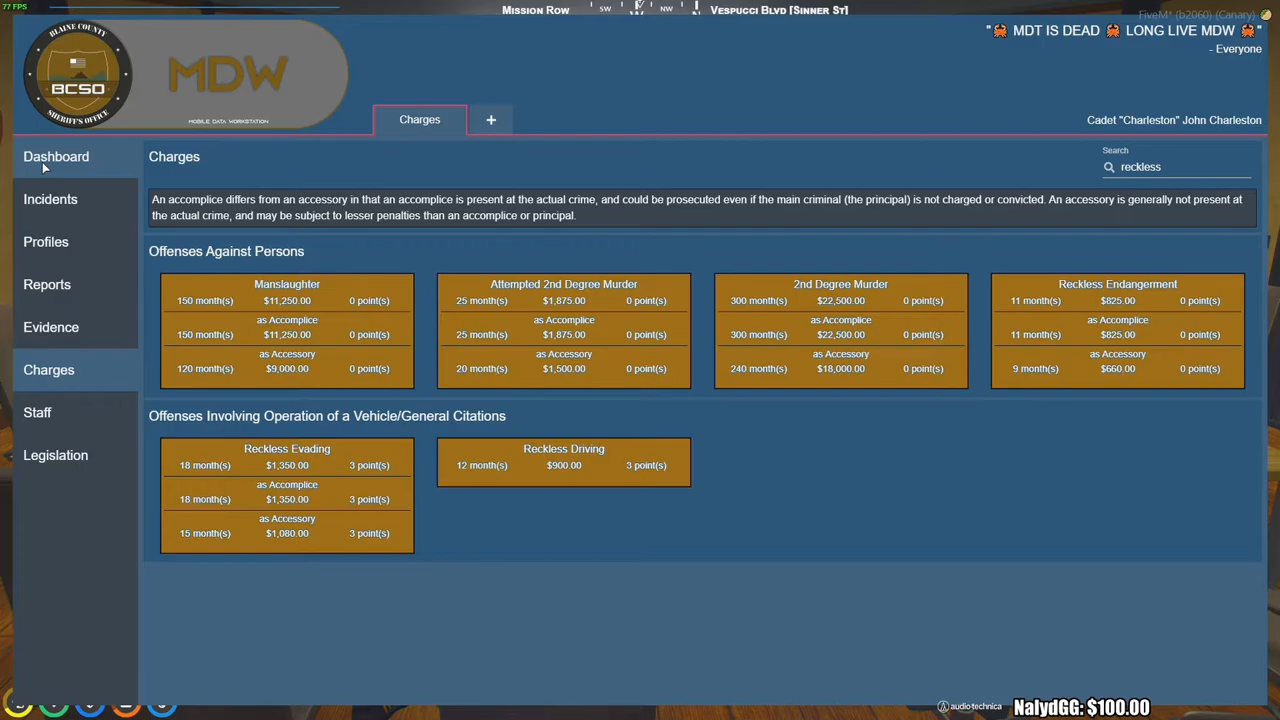 77 FPS
Mission Row
SW
W
NW
Vespucci Blvd [Sinner St]
FiveM* (b2060) (Canary)
BLAINE COUNTY
BCSO
SHERIFF'S OFFICE
MDW
MOBILE DATA WORKSTATION
" 🦀 MDT IS DEAD 🦀 LONG LIVE MDW 🦀 "
- Everyone
Charges
+
Cadet "Charleston" John Charleston
Dashboard
Incidents
Profiles
Reports
Evidence
Charges
Staff
Legislation
Charges
Search
reckless
An accomplice differs from an accessory in that an accomplice is present at the actual crime, and could be prosecuted even if the main criminal (the principal) is not charged or convicted. An accessory is generally not present at
the actual crime, and may be subject to lesser penalties than an accomplice or principal.
Offenses Against Persons
Manslaughter
150 month(s) $11,250.00 0 point(s)
as Accomplice
150 month(s) $11,250.00 0 point(s)
as Accessory
120 month(s) $9,000.00 0 point(s)
Attempted 2nd Degree Murder
25 month(s) $1,875.00 0 point(s)
as Accomplice
25 month(s) $1,875.00 0 point(s)
as Accessory
20 month(s) $1,500.00 0 point(s)
2nd Degree Murder
300 month(s) $22,500.00 0 point(s)
as Accomplice
300 month(s) $22,500.00 0 point(s)
as Accessory
240 month(s) $18,000.00 0 point(s)
Reckless Endangerment
11 month(s) $825.00 0 point(s)
as Accomplice
11 month(s) $825.00 0 point(s)
as Accessory
9 month(s) $660.00 0 point(s)
Offenses Involving Operation of a Vehicle/General Citations
Reckless Evading
18 month(s) $1,350.00 3 point(s)
as Accomplice
18 month(s) $1,350.00 3 point(s)
as Accessory
15 month(s) $1,080.00 3 point(s)
Reckless Driving
12 month(s) $900.00 3 point(s)
audio-technica
NalydGG: $100.00